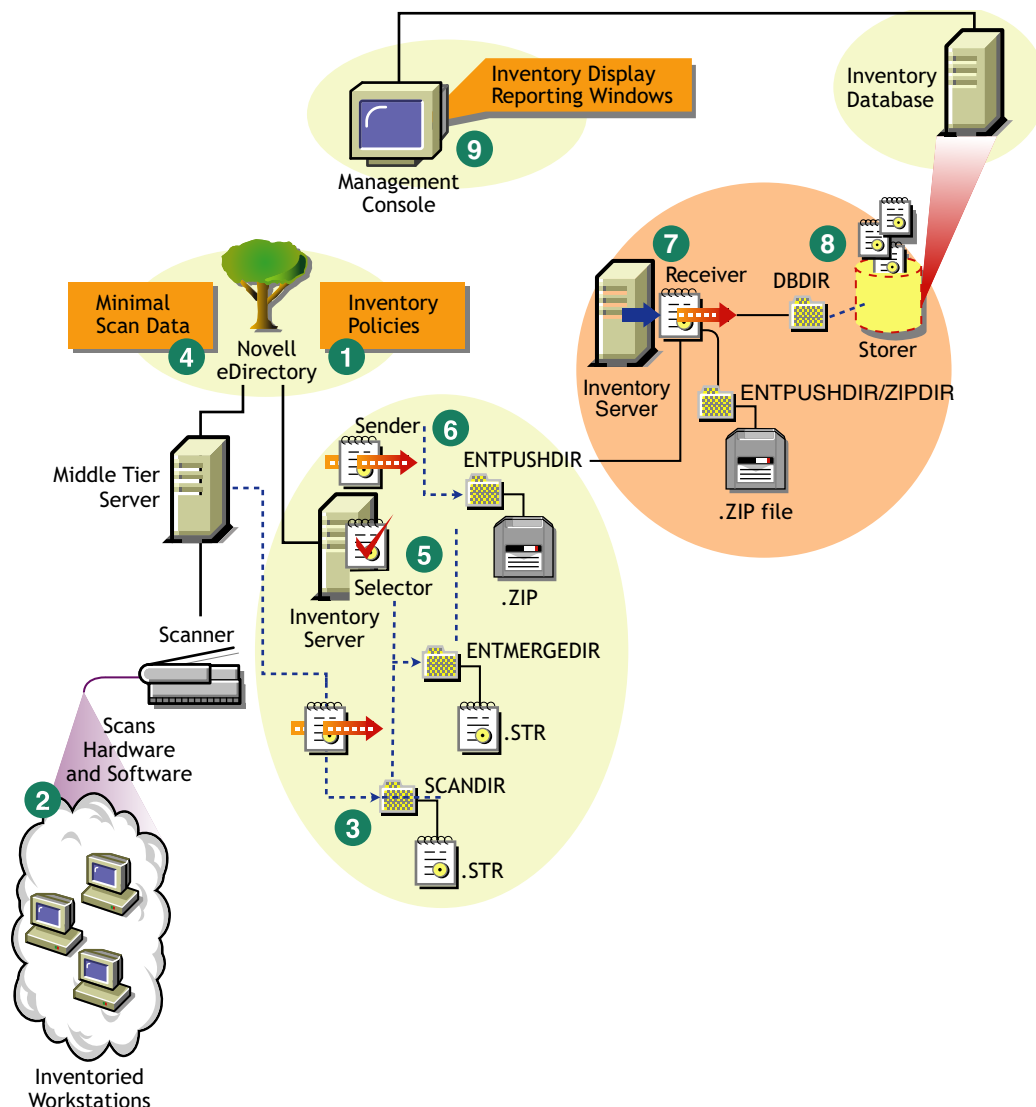 Inventory Display
Reporting Windows
Inventory
Database
9
Management
Console
7
Receiver
8
DBDIR
Storer
Inventory
Server
ENTPUSHDIR/ZIPDIR
.ZIP file
Minimal
Scan Data
4
Inventory
Policies
1
Novell
eDirectory
Middle Tier
Server
Sender
6
ENTPUSHDIR
.ZIP
5
Selector
Inventory
Server
ENTMERGEDIR
.STR
Scanner
Scans
Hardware
and Software
SCANDIR
3
.STR
2
Inventoried
Workstations